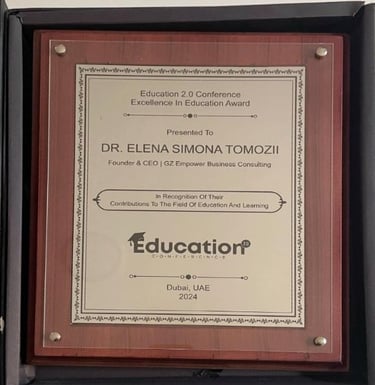 Education 2.0 Conference
Excellence In Education Award
Presented To
DR. ELENA SIMONA TOMOZII
Founder & CEO | GZ Empower Business Consulting
In Recognition Of Their
Contributions To The Field Of Education And Learning
Education
C·O·N·F·E·R·E·N·C·E
Dubai, UAE
2024